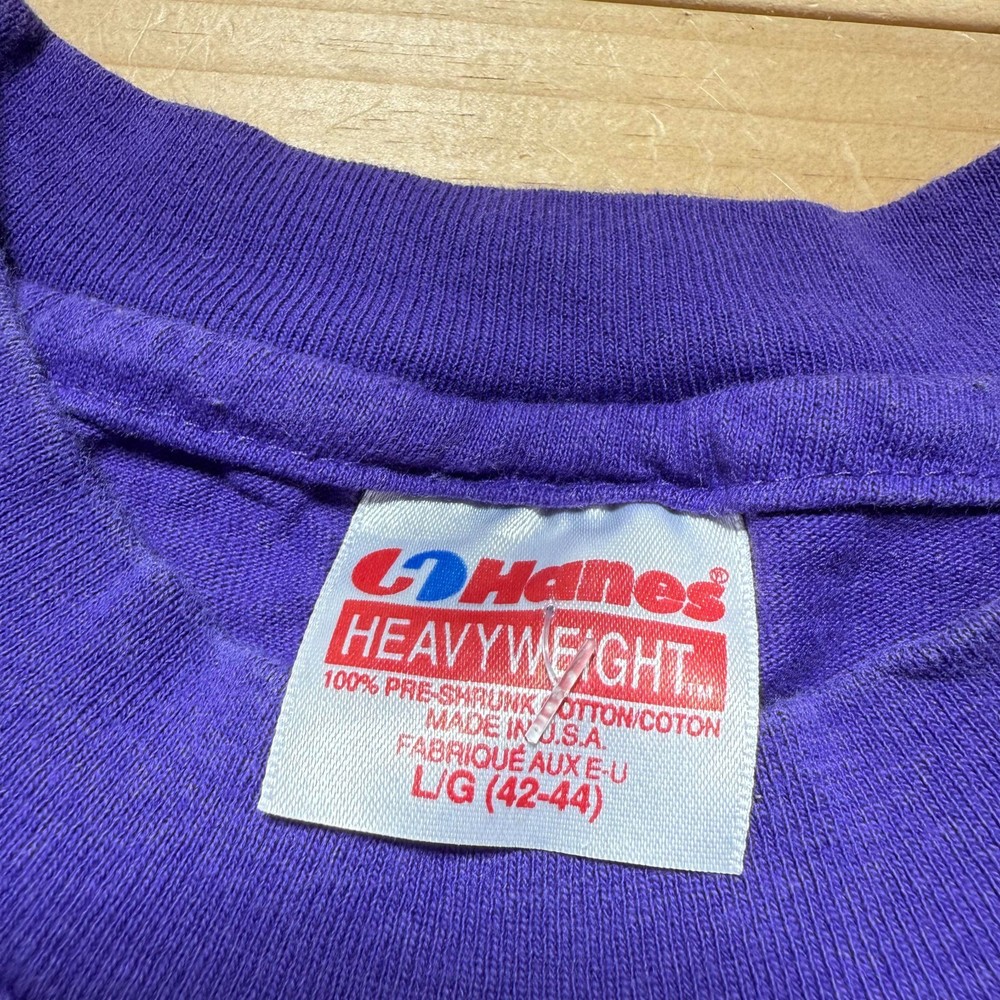 Hanes®
HEAVYWEIGHT™
100% PRE-SHRUNK COTTON/COTON
MADE IN U.S.A.
FABRIQUÉ AUX E-U
L/G (42-44)